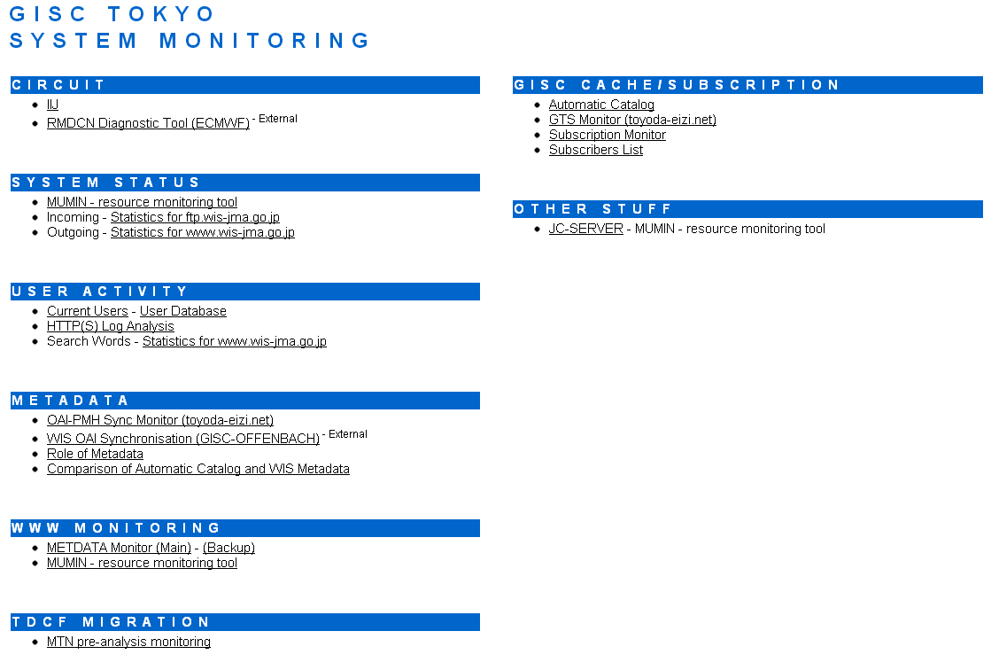 GISC TOKYO
SYSTEM MONITORING
CIRCUIT
IIJ
RMDCN Diagnostic Tool (ECMWF) - External
SYSTEM STATUS
MUMIN - resource monitoring tool
Incoming - Statistics for ftp.wis-jma.go.jp
Outgoing - Statistics for www.wis-jma.go.jp
USER ACTIVITY
Current Users - User Database
HTTP(S) Log Analysis
Search Words - Statistics for www.wis-jma.go.jp
METADATA
OAI-PMH Sync Monitor (toyoda-eizi.net)
WIS OAI Synchronisation (GISC-OFFENBACH) - External
Role of Metadata
Comparison of Automatic Catalog and WIS Metadata
WWW MONITORING
METDATA Monitor (Main) - (Backup)
MUMIN - resource monitoring tool
TDCF MIGRATION
MTN pre-analysis monitoring
GISC CACHE/SUBSCRIPTION
Automatic Catalog
GTS Monitor (toyoda-eizi.net)
Subscription Monitor
Subscribers List
OTHER STUFF
JC-SERVER - MUMIN - resource monitoring tool